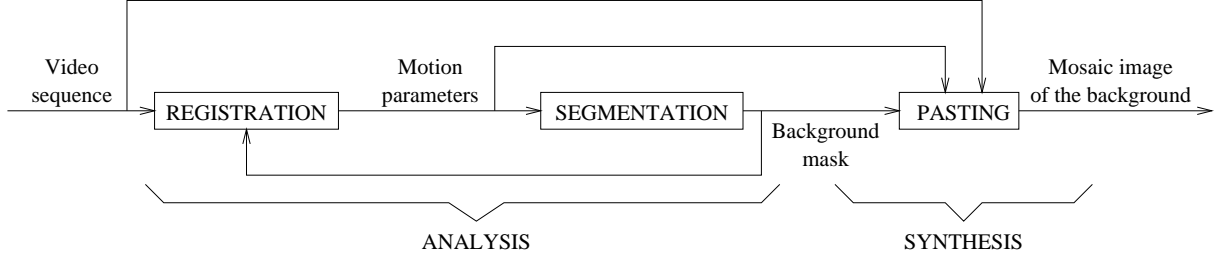 Video
sequence
REGISTRATION
Motion
parameters
SEGMENTATION
Background
mask
PASTING
Mosaic image
of the background
ANALYSIS
SYNTHESIS